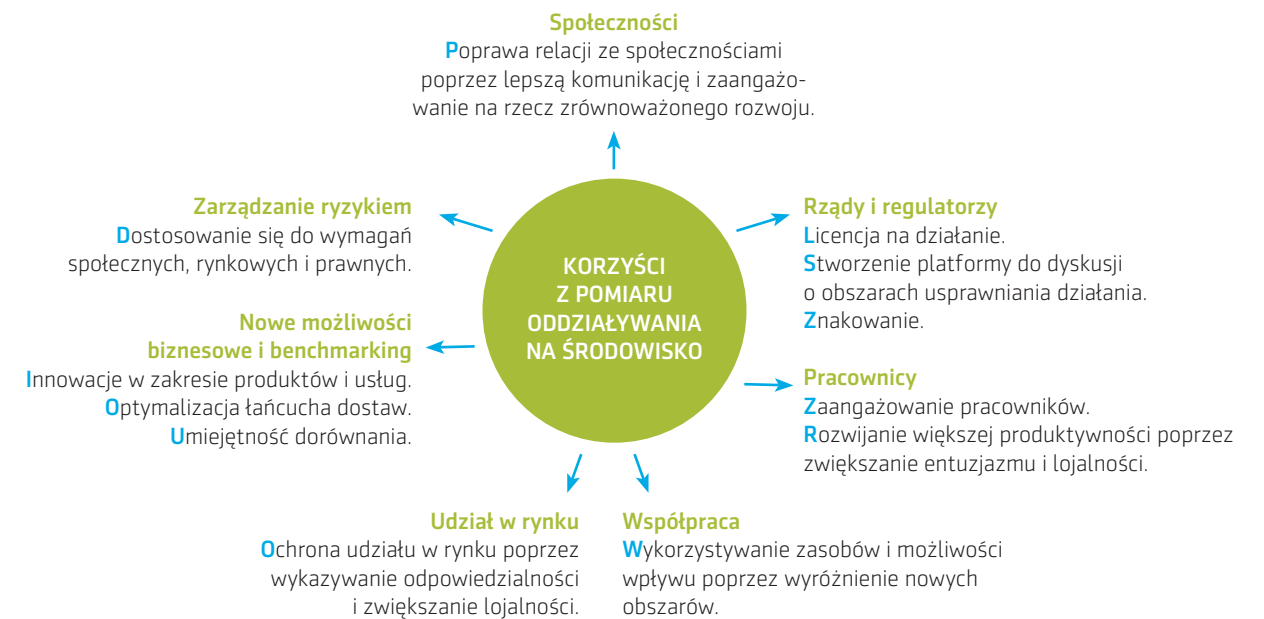 Społeczności
Poprawa relacji ze społecznościami
poprzez lepszą komunikację i zaangażo-
wanie na rzecz zrównoważonego rozwoju.
Zarządzanie ryzykiem
Dostosowanie się do wymagań
społecznych, rynkowych i prawnych.
Nowe możliwości
biznesowe i benchmarking
Innowacje w zakresie produktów i usług.
Optymalizacja łańcucha dostaw.
Umiejętność dorównania.
KORZYŚCI
Z POMIARU
ODDZIAŁYWANIA
NA ŚRODOWISKO
Rządy i regulatorzy
Licencja na działanie.
Stworzenie platformy do dyskusji
o obszarach usprawniania działania.
Znakowanie.
Pracownicy
Zaangażowanie pracowników.
Rozwijanie większej produktywności poprzez
zwiększanie entuzjazmu i lojalności.
Udział w rynku
Ochrona udziału w rynku poprzez
wykazywanie odpowiedzialności
i zwiększanie lojalności.
Współpraca
Wykorzystywanie zasobów i możliwości
wpływu poprzez wyróżnienie nowych
obszarów.